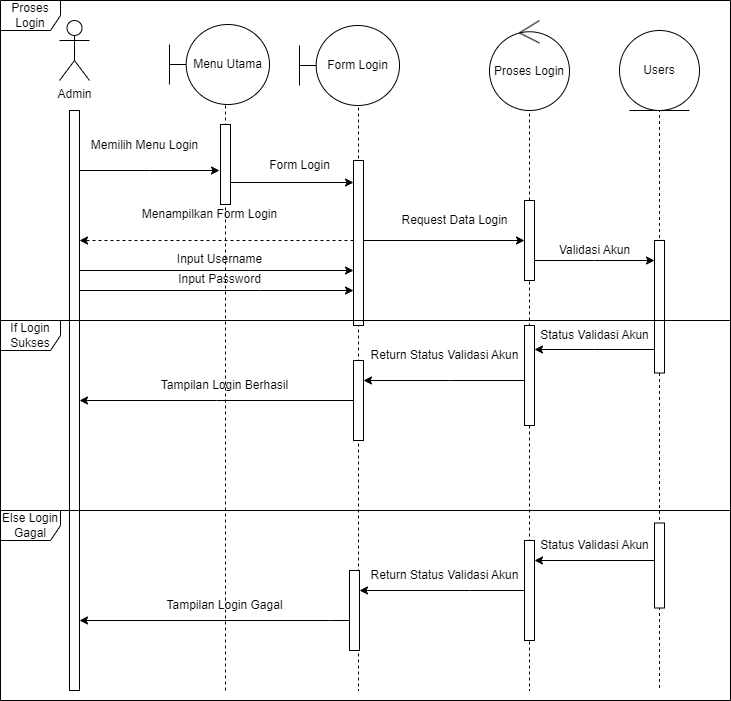 Proses
Login
Admin
Menu Utama
Form Login
Proses Login
Users
Memilih Menu Login
Form Login
Menampilkan Form Login
Request Data Login
Input Username
Validasi Akun
Input Password
If Login
Sukses
Status Validasi Akun
Return Status Validasi Akun
Tampilan Login Berhasil
Else Login
Gagal
Status Validasi Akun
Return Status Validasi Akun
Tampilan Login Gagal